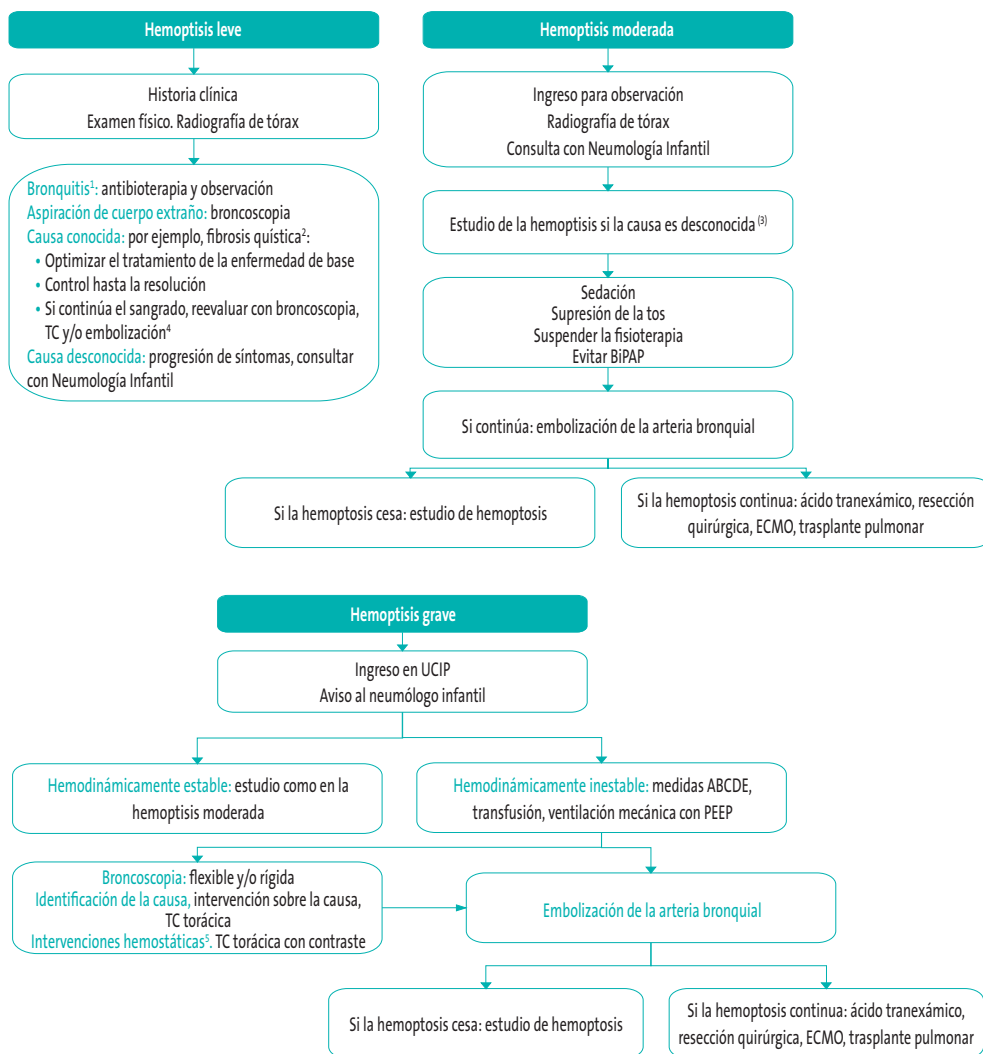 Hemoptisis leve
Historia clínica
Examen físico. Radiografía de tórax
Bronquitis¹: antibioterapia y observación
Aspiración de cuerpo extraño: broncoscopia
Causa conocida: por ejemplo, fibrosis quística²:
• Optimizar el tratamiento de la enfermedad de base
• Control hasta la resolución
• Si continúa el sangrado, reevaluar con broncoscopia,
TC y/o embolización⁴
Causa desconocida: progresión de síntomas, consultar
con Neumología Infantil
Hemoptisis moderada
Ingreso para observación
Radiografía de tórax
Consulta con Neumología Infantil
Estudio de la hemoptisis si la causa es desconocida ⁽³⁾
Sedación
Supresión de la tos
Suspender la fisioterapia
Evitar BiPAP
Si continúa: embolización de la arteria bronquial
Si la hemoptosis cesa: estudio de hemoptosis
Si la hemoptosis continua: ácido tranexámico, resección
quirúrgica, ECMO, trasplante pulmonar
Hemoptisis grave
Ingreso en UCIP
Aviso al neumólogo infantil
Hemodinámicamente estable: estudio como en la
hemoptisis moderada
Hemodinámicamente inestable: medidas ABCDE,
transfusión, ventilación mecánica con PEEP
Broncoscopia: flexible y/o rígida
Identificación de la causa, intervención sobre la causa,
TC torácica
Intervenciones hemostáticas⁵. TC torácica con contraste
Embolización de la arteria bronquial
Si la hemoptosis cesa: estudio de hemoptosis
Si la hemoptosis continua: ácido tranexámico,
resección quirúrgica, ECMO, trasplante pulmonar